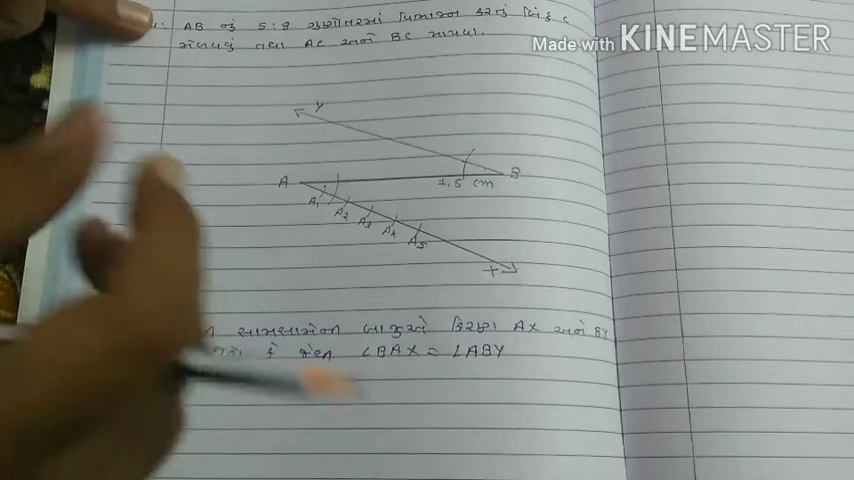 AB નું 5:8 ગુણોત્તરમાં વિભાજન કરતું બિંદુ C
મેળવવું તથા AC અને BC માપવા.
Made with KINEMASTER
Y
A
B
1.5 cm
A1
A2
A3
A4
A5
X
સામસામેની બાજુએ કિરણ AX અને BY
કે જેથી ∠BAX = ∠ABY